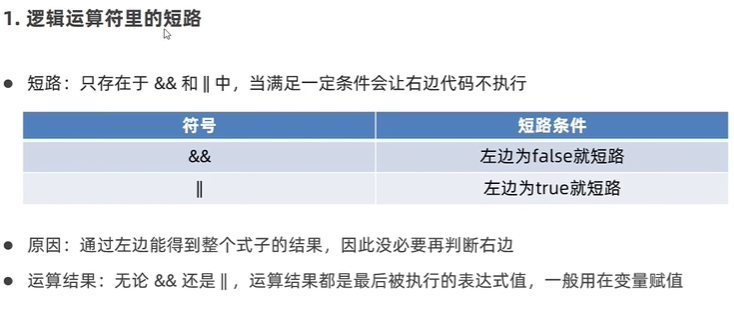 1. 逻辑运算符里的短路
● 短路：只存在于 && 和 || 中，当满足一定条件会让右边代码不执行
符号 短路条件
&& 左边为false就短路
|| 左边为true就短路
● 原因：通过左边能得到整个式子的结果，因此没必要再判断右边
● 运算结果：无论 && 还是 || ，运算结果都是最后被执行的表达式值，一般用在变量赋值